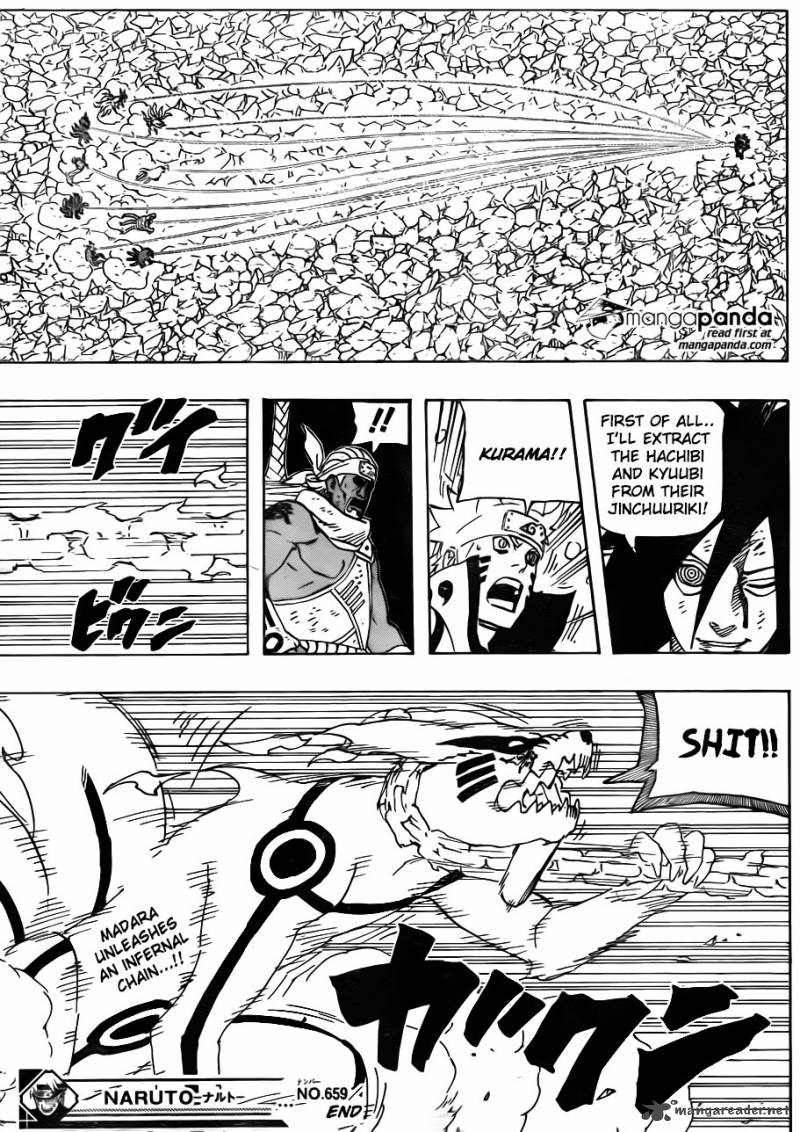 mangapanda
read first at
mangapanda.com
FIRST OF ALL..
I'LL EXTRACT
THE HACHIBI
AND KYUUBI
FROM THEIR
JINCHUURIKI!
KURAMA!!
!!
グイ
ビウン
SHIT!!
MADARA
UNLEASHES
AN INFERNAL
CHAIN...!!
ガクン
NARUTO-ナルト-
ナンバー
NO.659
END
mangareader.net